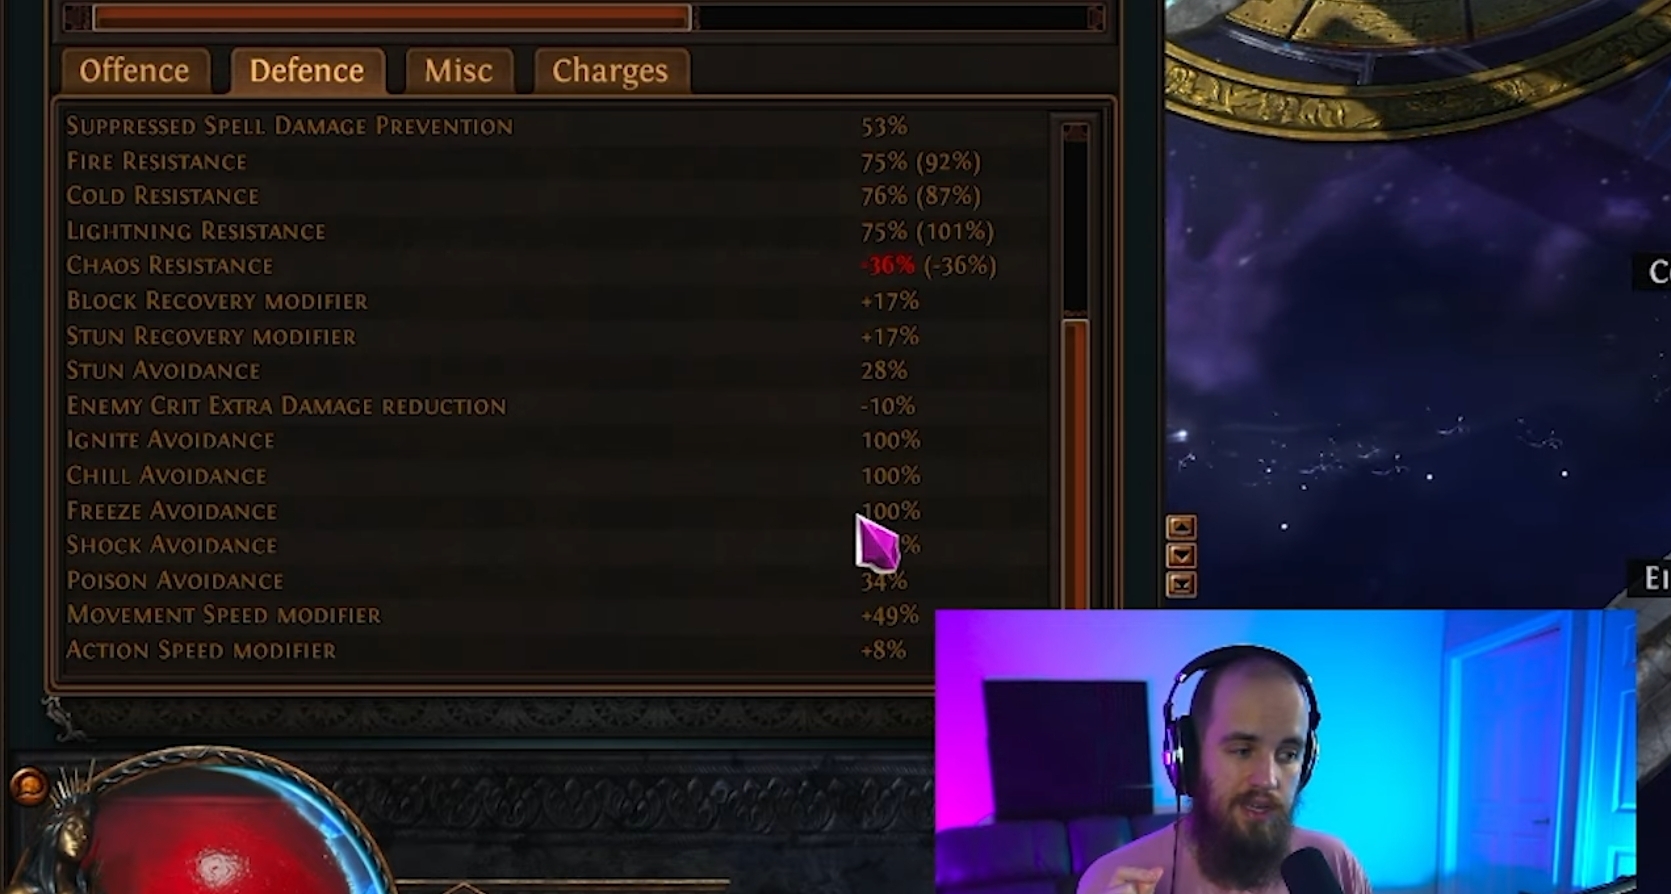 Offence Defence Misc Charges
Suppressed Spell Damage Prevention 53%
Fire Resistance 75% (92%)
Cold Resistance 76% (87%)
Lightning Resistance 75% (101%)
Chaos Resistance -36% (-36%)
Block Recovery modifier +17%
Stun Recovery modifier +17%
Stun Avoidance 28%
Enemy Crit Extra Damage reduction -10%
Ignite Avoidance 100%
Chill Avoidance 100%
Freeze Avoidance 100%
Shock Avoidance %
Poison Avoidance 34%
Movement Speed modifier +49%
Action Speed modifier +8%